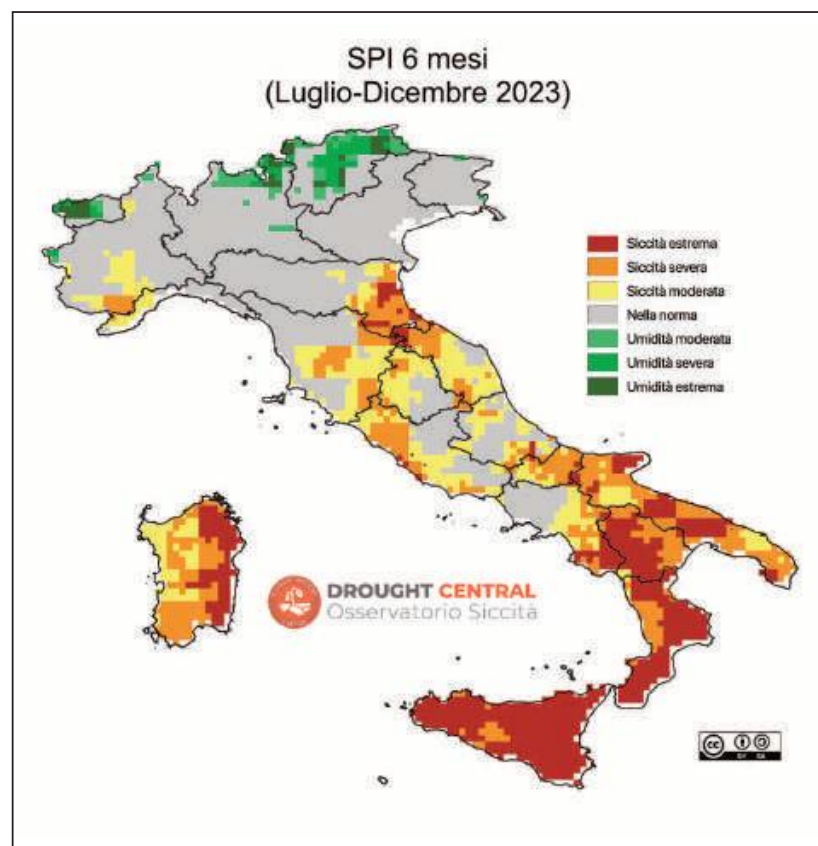 SPI 6 mesi
(Luglio-Dicembre 2023)
Siccità estrema
Siccità severa
Siccità moderata
Nella norma
Umidità moderata
Umidità severa
Umidità estrema
DROUGHT CENTRAL
Osservatorio Siccità
cc